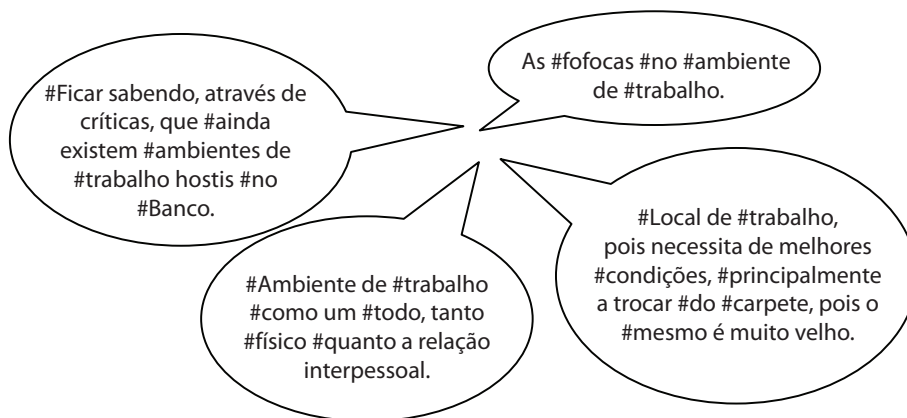 #Ficar sabendo, através de
críticas, que #ainda
existem #ambientes de
#trabalho hostis #no
#Banco.
As #fofocas #no #ambiente
de #trabalho.
#Ambiente de #trabalho
#como um #todo, tanto
#físico #quanto a relação
interpessoal.
#Local de #trabalho,
pois necessita de melhores
#condições, #principalmente
a trocar #do #carpete, pois o
#mesmo é muito velho.